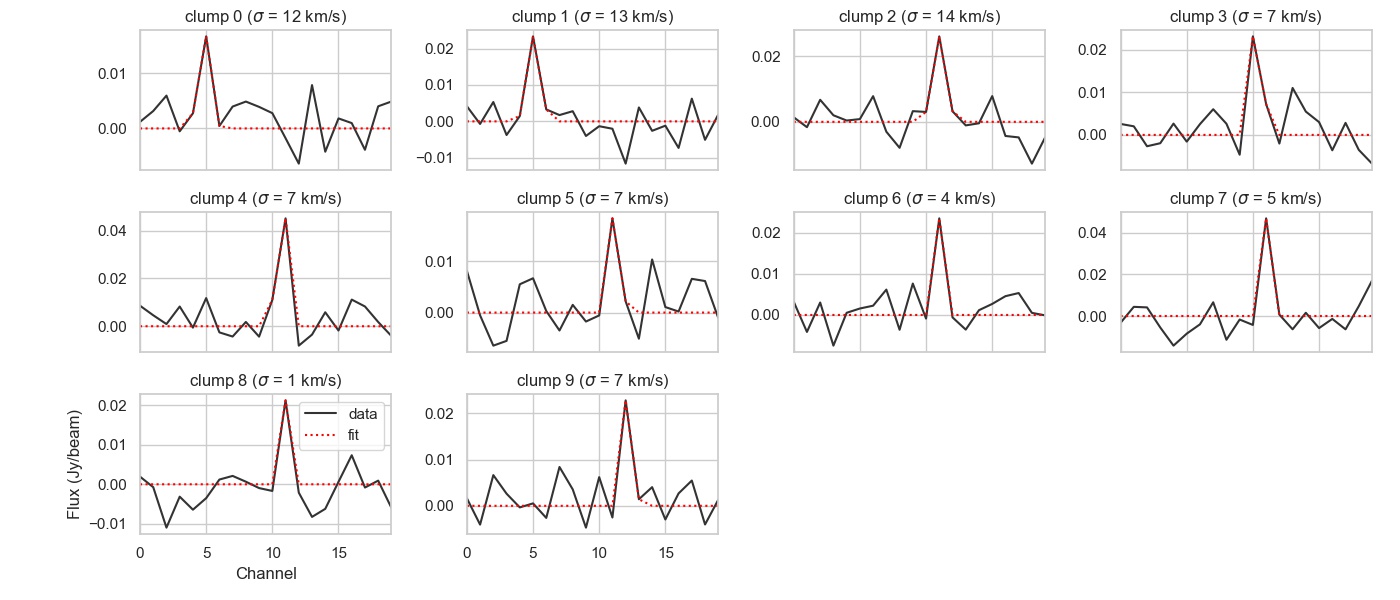 clump 0 (σ = 12 km/s)
clump 1 (σ = 13 km/s)
clump 2 (σ = 14 km/s)
clump 3 (σ = 7 km/s)
0.01
0.00
0.02
0.01
0.00
−0.01
0.02
0.00
0.02
0.01
0.00
clump 4 (σ = 7 km/s)
clump 5 (σ = 7 km/s)
clump 6 (σ = 4 km/s)
clump 7 (σ = 5 km/s)
0.04
0.02
0.00
0.01
0.00
0.02
0.01
0.00
0.04
0.02
0.00
clump 8 (σ = 1 km/s)
clump 9 (σ = 7 km/s)
Flux (Jy/beam)
0.02
0.01
0.00
−0.01
data
fit
0.02
0.01
0.00
0 5 10 15
0 5 10 15
Channel